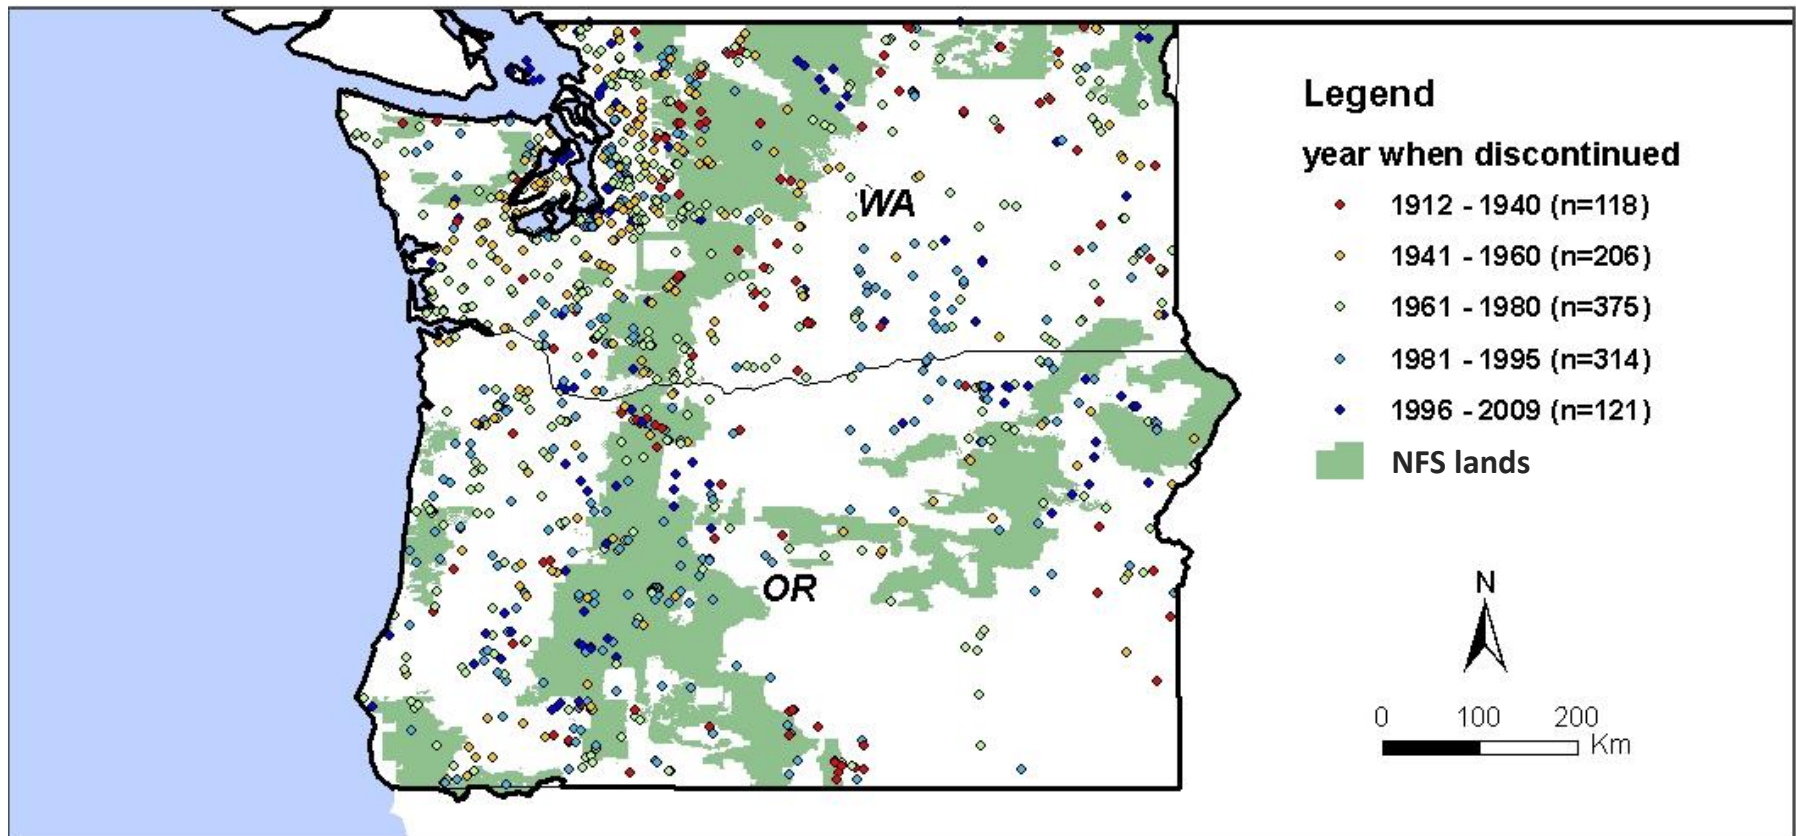 Legend
year when discontinued
1912 - 1940 (n=118)
1941 - 1960 (n=206)
1961 - 1980 (n=375)
1981 - 1995 (n=314)
1996 - 2009 (n=121)
NFS lands
WA
OR
N
0 100 200
Km